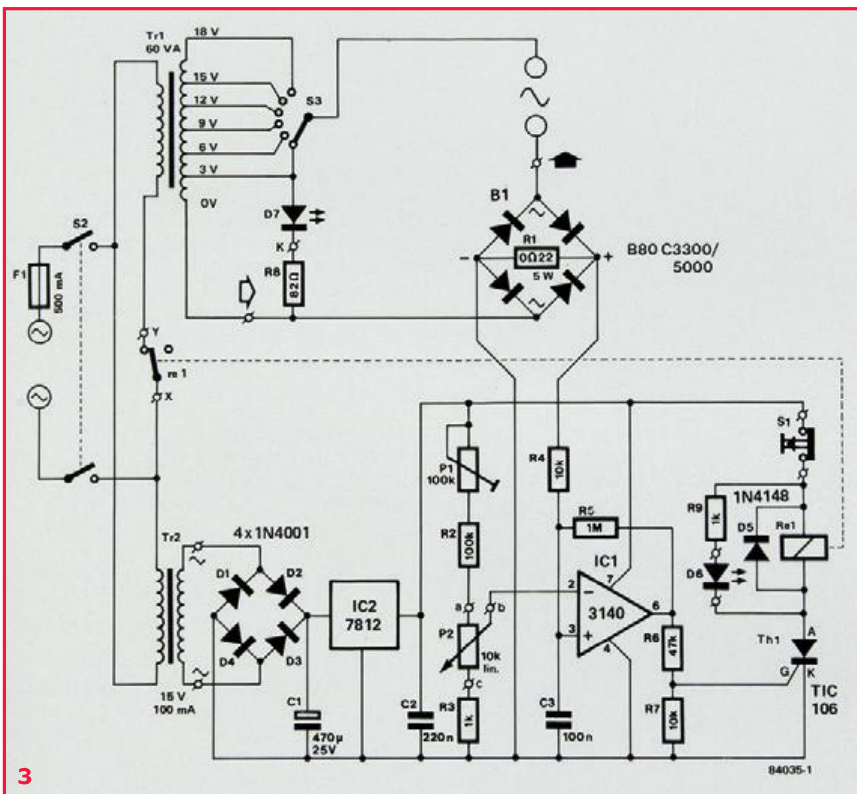 Tr1
60 VA
18 V
15 V
12 V
9 V
6 V
3 V
0V
S3
S2
F1
500 mA
D7
K
R8
82Ω
B1
R1
0Ω22
5 W
−
+
B80 C3300/
5000
Y
re1
X
P1
100k
R4
10k
S1
R5
1M
1N4148
R9
1k
D5
Re1
R2
100k
IC1
D6
Tr2
4x1N4001
D1
D2
D4
D3
IC2
7812
a
b
2
7
3140
6
3
4
P2
10k
lin.
c
R6
47k
Th1
A
G
K
TIC
106
15 V
100 mA
C1
470µ
25V
C2
220n
R3
1k
C3
100n
R7
10k
84035-1
3